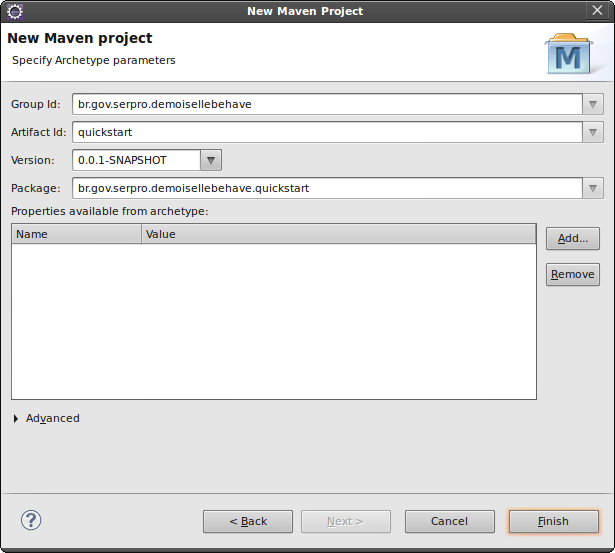 New Maven Project
New Maven project
Specify Archetype parameters
M
Group Id: br.gov.serpro.demoisellebehave
Artifact Id: quickstart
Version: 0.0.1-SNAPSHOT
Package: br.gov.serpro.demoisellebehave.quickstart
Properties available from archetype:
Name Value
Add...
Remove
Advanced
? < Back Next > Cancel Finish